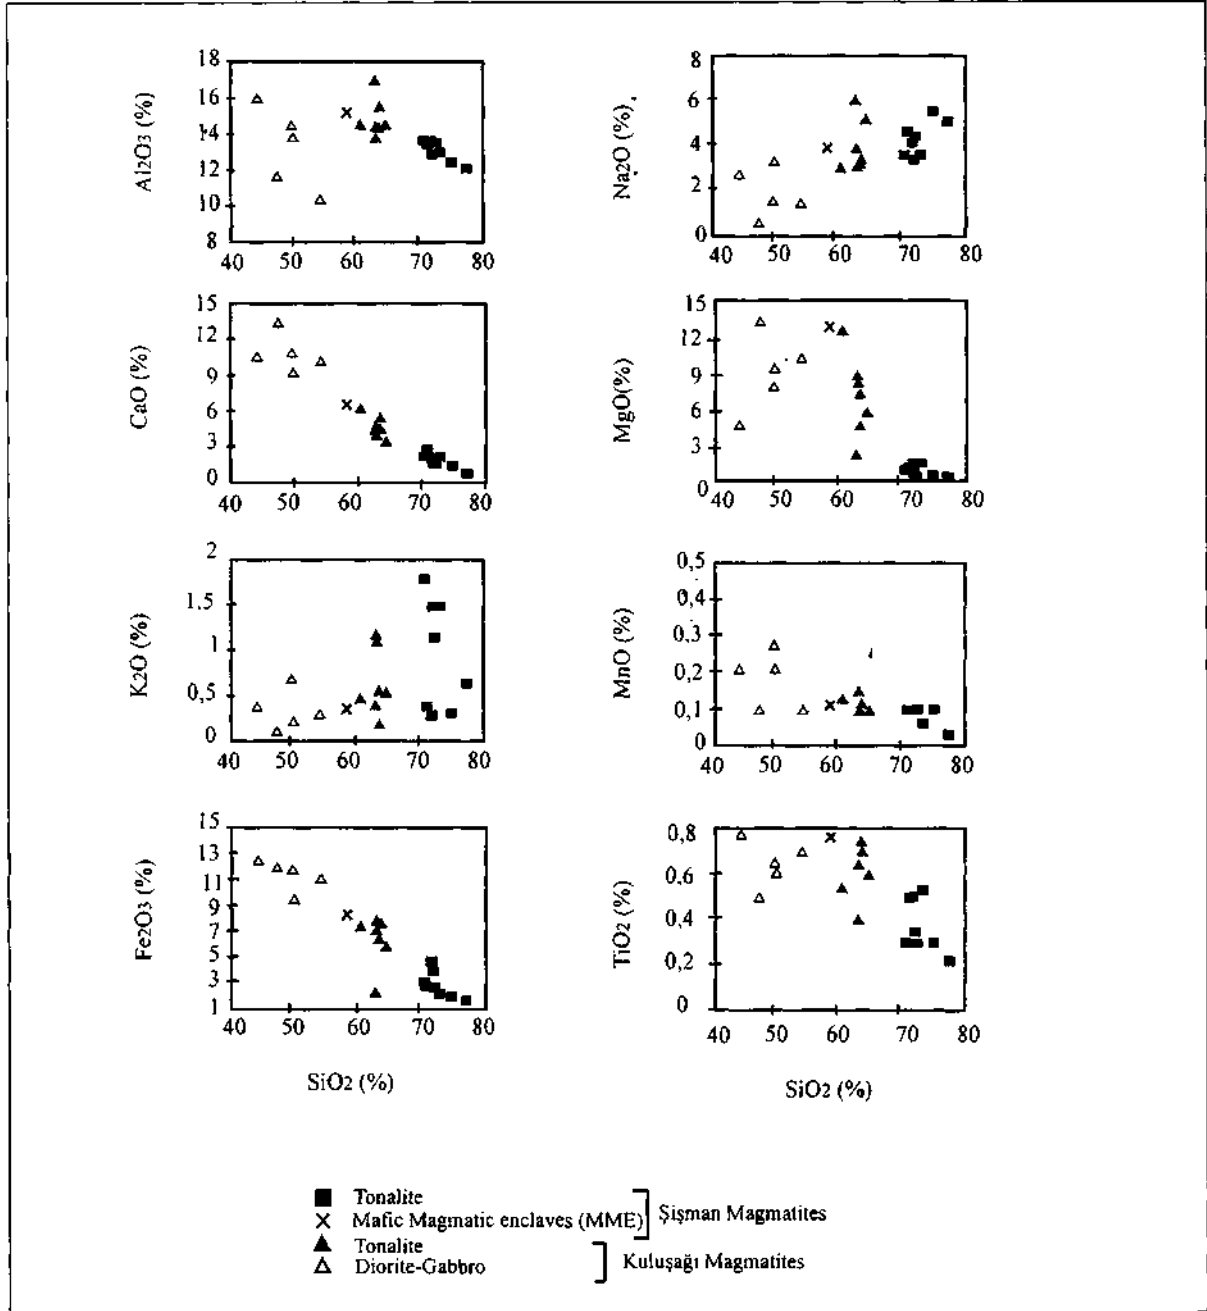 Al2O3 (%)
18
16
14
12
10
8
40 50 60 70 80
Na2O (%)
8
6
4
2
0
40 50 60 70 80
CaO (%)
15
12
9
6
3
0
40 50 60 70 80
MgO(%)
15
12
9
6
3
0
40 50 60 70 80
K2O (%)
2
1.5
1
0,5
0
40 50 60 70 80
MnO (%)
0,5
0,4
0,3
0,2
0,1
0
40 50 60 70 80
Fe2O3 (%)
15
13
11
9
7
5
3
1
40 50 60 70 80
TiO2 (%)
0,8
0,6
0,4
0,2
0
40 50 60 70 80
SiO2 (%)
SiO2 (%)
Tonalite
Mafic Magmatic enclaves (MME)
Şişman Magmatites
Tonalite
Diorite-Gabbro
Kuluşağı Magmatites